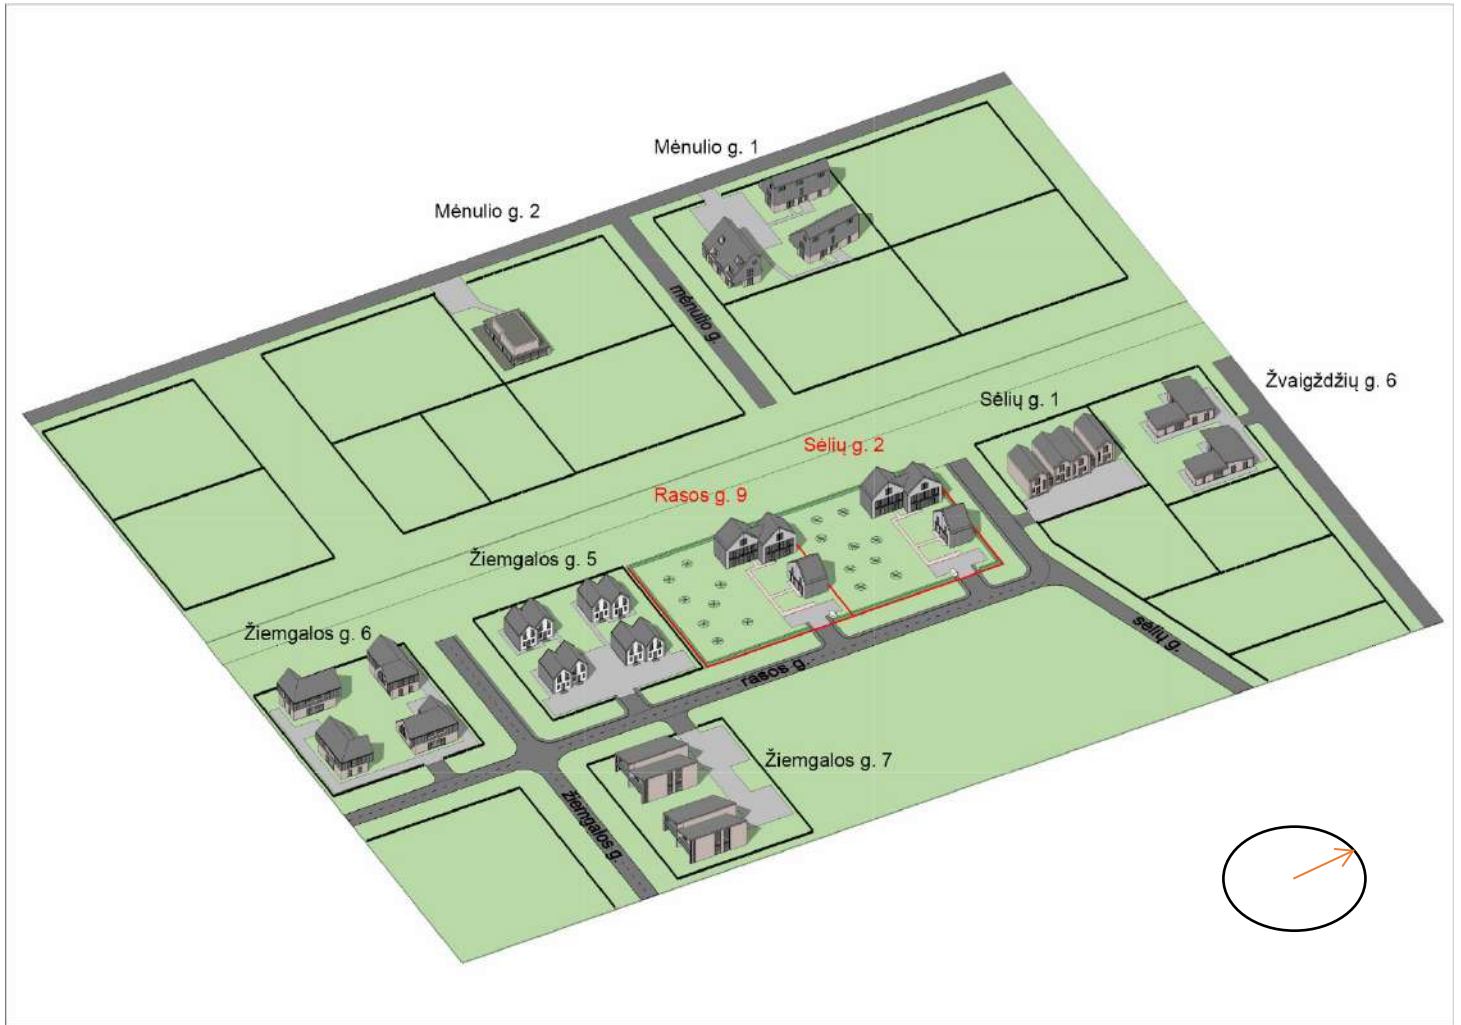 Mėnulio g. 1
Mėnulio g. 2
mėnulio g.
Žvaigždžių g. 6
Sėlių g. 1
Sėlių g. 2
Rasos g. 9
Žiemgalos g. 5
Žiemgalos g. 6
sėlių g.
rasos g.
Žiemgalos g. 7
žiemgalos g.